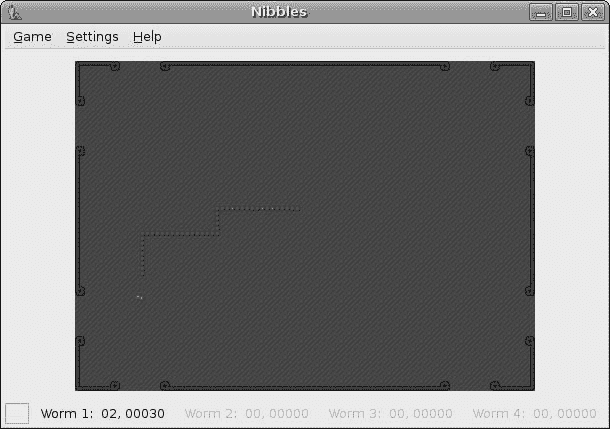 Nibbles
Game Settings Help
Worm 1: 02, 00030 Worm 2: 00, 00000 Worm 3: 00, 00000 Worm 4: 00, 00000